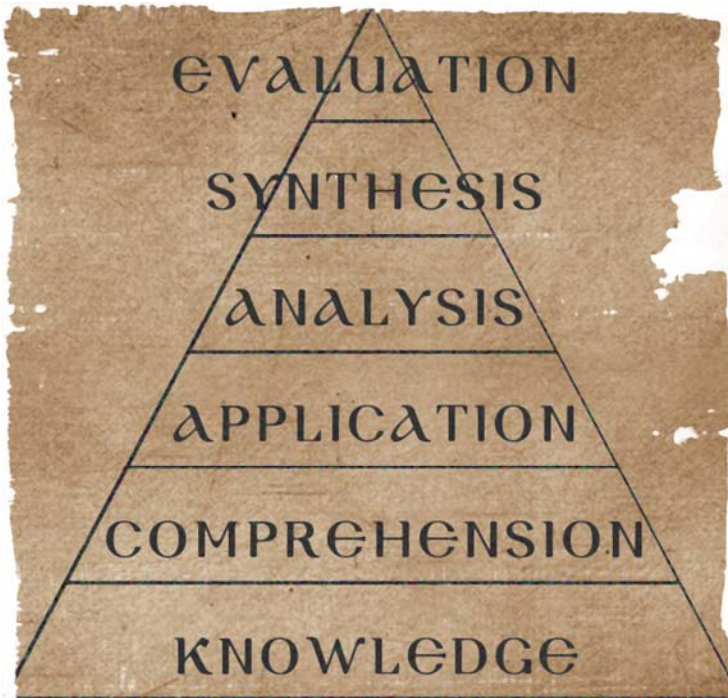 EVALUATION
SYNTHESIS
ANALYSIS
APPLICATION
COMPREHENSION
KNOWLEDGE